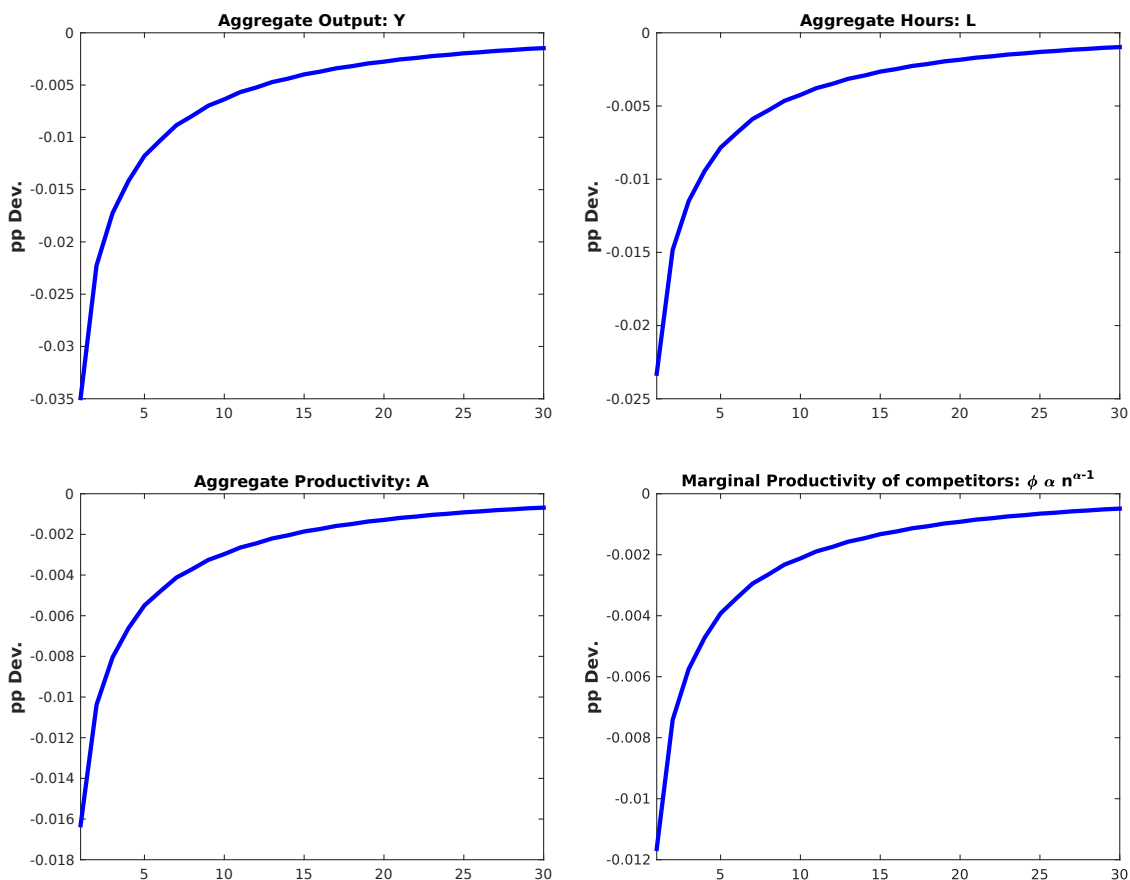 Aggregate Output: Y
pp Dev.
0
-0.005
-0.01
-0.015
-0.02
-0.025
-0.03
-0.035
5 10 15 20 25 30
Aggregate Hours: L
pp Dev.
0
-0.005
-0.01
-0.015
-0.02
-0.025
5 10 15 20 25 30
Aggregate Productivity: A
pp Dev.
0
-0.002
-0.004
-0.006
-0.008
-0.01
-0.012
-0.014
-0.016
-0.018
5 10 15 20 25 30
Marginal Productivity of competitors: ϕ α n^α-1
pp Dev.
0
-0.002
-0.004
-0.006
-0.008
-0.01
-0.012
5 10 15 20 25 30